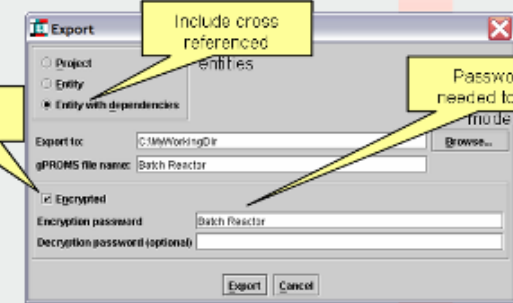 Export
Include cross
referenced
entities
Project
Entity
Entity with dependencies
Passwo
needed to
mode
Export to:
C:\MyWorkingDir
Browse...
gPROMS file name:
Batch Reactor
Encrypted
Encryption password
Batch Reactor
Decryption password (optional)
Export
Cancel